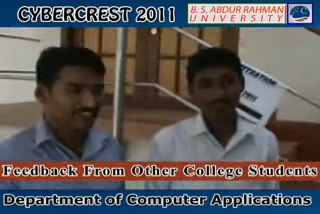 CYBERCREST 2011
B. S. ABDUR RAHMAN
UNIVERSITY
Feedback From Other College Students
Department of Computer Applications